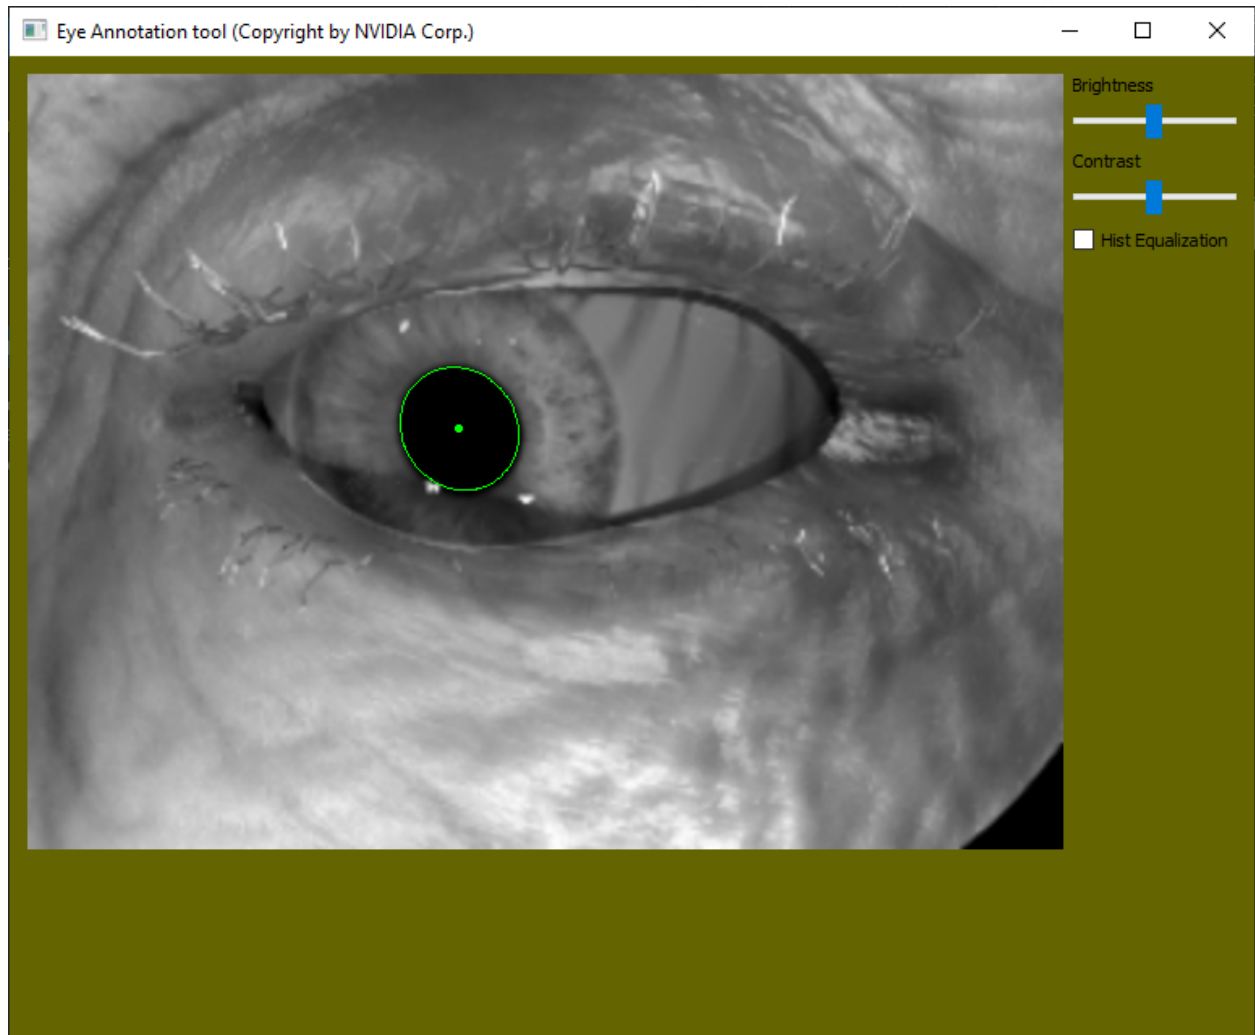 Eye Annotation tool (Copyright by NVIDIA Corp.)
Brightness
Contrast
Hist Equalization